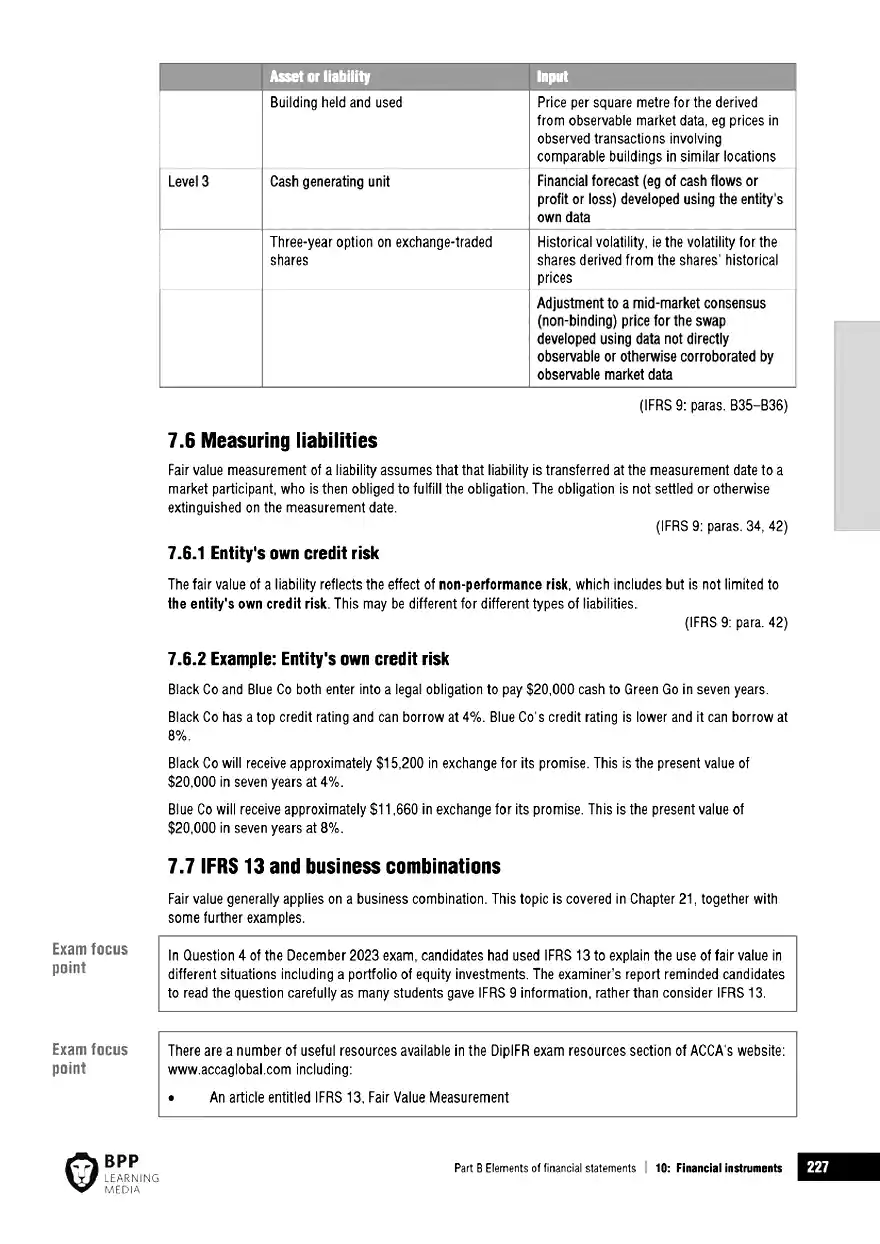 Asset or liability Input
Building held and used Price per square metre for the derived
from observable market data, eg prices in
observed transactions involving
comparable buildings in similar locations
Level 3 Cash generating unit Financial forecast (eg of cash flows or
profit or loss) developed using the entity's
own data
Three-year option on exchange-traded Historical volatility, ie the volatility for the
shares shares derived from the shares' historical
prices
Adjustment to a mid-market consensus
(non-binding) price for the swap
developed using data not directly
observable or otherwise corroborated by
observable market data
(IFRS 9: paras. B35–B36)
7.6 Measuring liabilities
Fair value measurement of a liability assumes that that liability is transferred at the measurement date to a
market participant, who is then obliged to fulfill the obligation. The obligation is not settled or otherwise
extinguished on the measurement date.
(IFRS 9: paras. 34, 42)
7.6.1 Entity's own credit risk
The fair value of a liability reflects the effect of non-performance risk, which includes but is not limited to
the entity's own credit risk. This may be different for different types of liabilities.
(IFRS 9: para. 42)
7.6.2 Example: Entity's own credit risk
Black Co and Blue Co both enter into a legal obligation to pay $20,000 cash to Green Go in seven years.
Black Co has a top credit rating and can borrow at 4%. Blue Co's credit rating is lower and it can borrow at
8%.
Black Co will receive approximately $15,200 in exchange for its promise. This is the present value of
$20,000 in seven years at 4%.
Blue Co will receive approximately $11,660 in exchange for its promise. This is the present value of
$20,000 in seven years at 8%.
7.7 IFRS 13 and business combinations
Fair value generally applies on a business combination. This topic is covered in Chapter 21, together with
some further examples.
Exam focus
point
In Question 4 of the December 2023 exam, candidates had used IFRS 13 to explain the use of fair value in
different situations including a portfolio of equity investments. The examiner's report reminded candidates
to read the question carefully as many students gave IFRS 9 information, rather than consider IFRS 13.
Exam focus
point
There are a number of useful resources available in the DipIFR exam resources section of ACCA's website:
www.accaglobal.com including:
• An article entitled IFRS 13, Fair Value Measurement
BPP
LEARNING
MEDIA
Part B Elements of financial statements | 10: Financial instruments 227